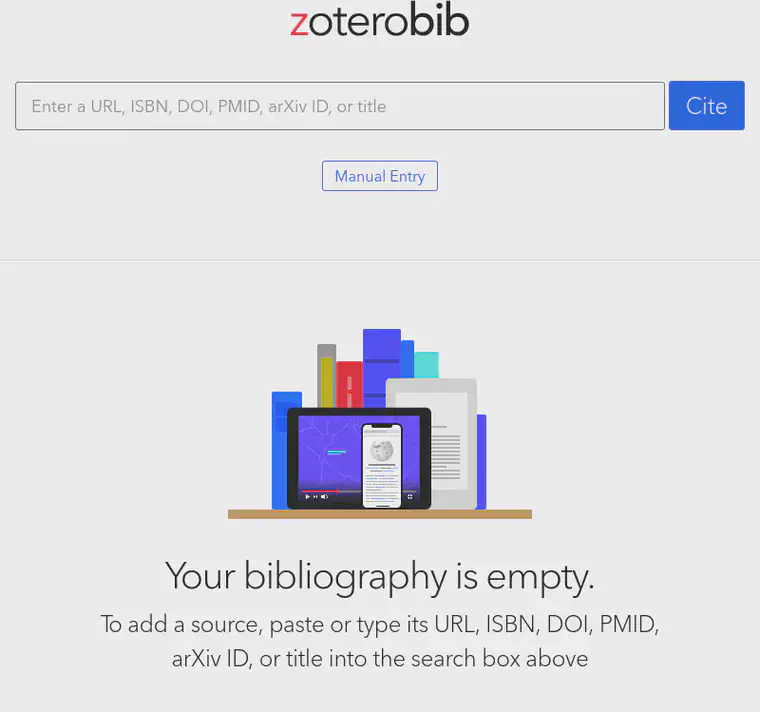 zoterobib
Enter a URL, ISBN, DOI, PMID, arXiv ID, or title
Cite
Manual Entry
Your bibliography is empty.
To add a source, paste or type its URL, ISBN, DOI, PMID,
arXiv ID, or title into the search box above